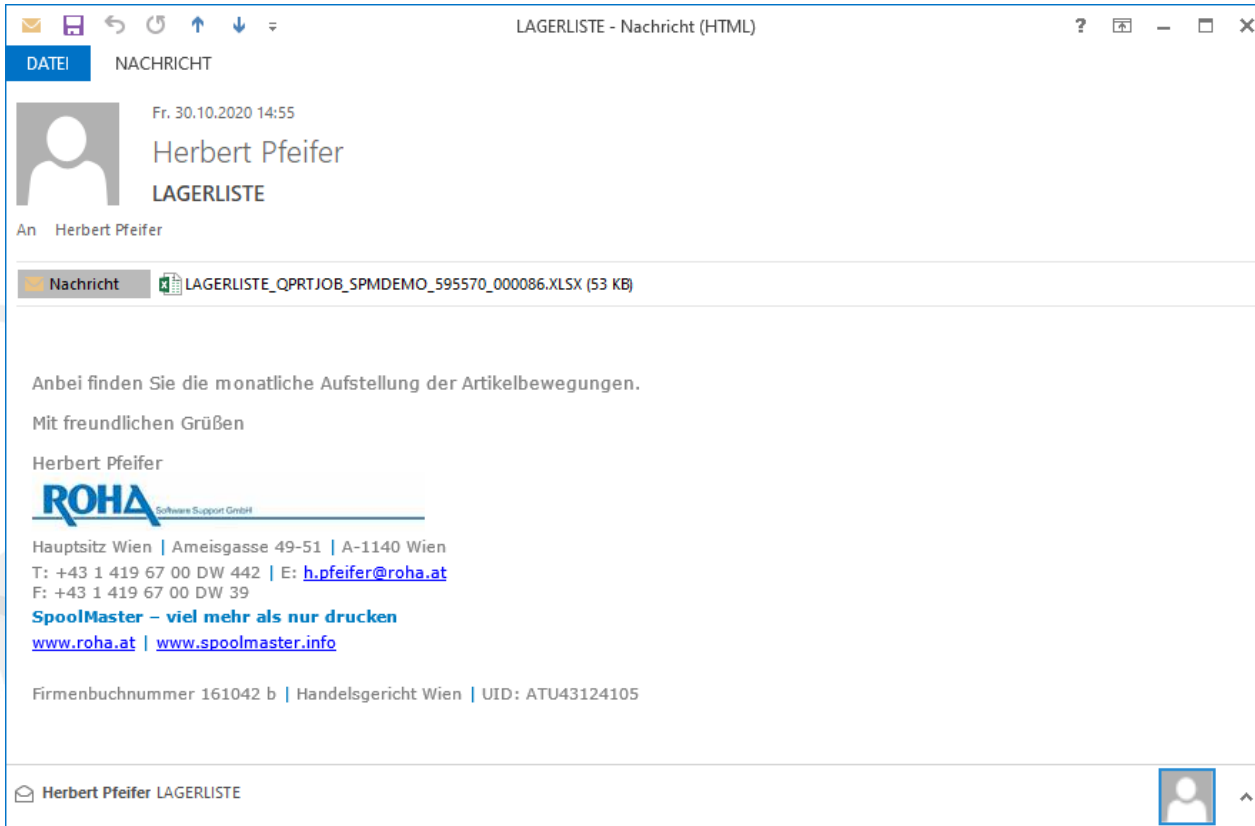 LAGERLISTE - Nachricht (HTML)
DATEI NACHRICHT
Fr. 30.10.2020 14:55
Herbert Pfeifer
LAGERLISTE
An Herbert Pfeifer
Nachricht LAGERLISTE_QPRTJOB_SPMDEMO_595570_000086.XLSX (53 KB)
Anbei finden Sie die monatliche Aufstellung der Artikelbewegungen.
Mit freundlichen Grüßen
Herbert Pfeifer
ROHA Software Support GmbH
Hauptsitz Wien | Ameisgasse 49-51 | A-1140 Wien
T: +43 1 419 67 00 DW 442 | E: h.pfeifer@roha.at
F: +43 1 419 67 00 DW 39
SpoolMaster – viel mehr als nur drucken
www.roha.at | www.spoolmaster.info
Firmenbuchnummer 161042 b | Handelsgericht Wien | UID: ATU43124105
Herbert Pfeifer LAGERLISTE